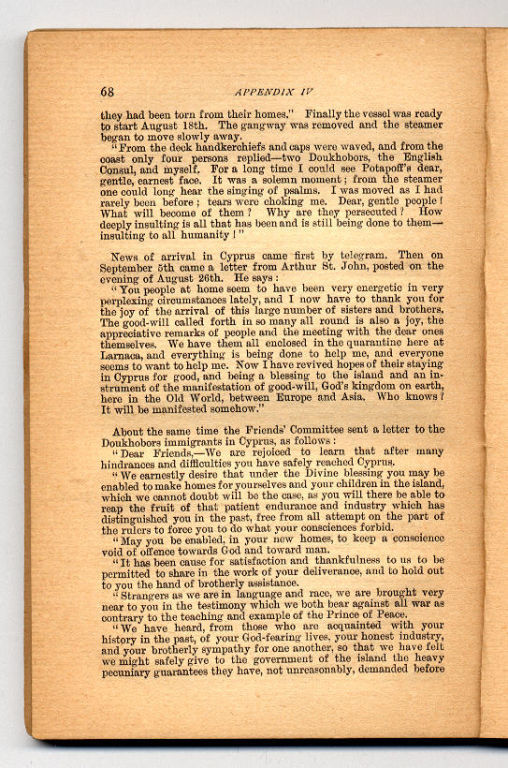 68 APPENDIX IV
they had been torn from their homes." Finally the vessel was ready
to start August 18th. The gangway was removed and the steamer
began to move slowly away.
"From the deck handkerchiefs and caps were waved, and from the
coast only four persons replied—two Doukhobors, the English
Consul, and myself. For a long time I could see Potapoff's dear,
gentle, earnest face. It was a solemn moment; from the steamer
one could long hear the singing of psalms. I was moved as I had
rarely been before; tears were choking me. Dear, gentle people!
What will become of them? Why are they persecuted? How
deeply insulting is all that has been and is still being done to them—
insulting to all humanity!"
News of arrival in Cyprus came first by telegram. Then on
September 5th came a letter from Arthur St. John, posted on the
evening of August 26th. He says:
"You people at home seem to have been very energetic in very
perplexing circumstances lately, and I now have to thank you for
the joy of the arrival of this large number of sisters and brothers.
The good-will called forth in so many all round is also a joy, the
appreciative remarks of people and the meeting with the dear ones
themselves. We have them all enclosed in the quarantine here at
Larnaca, and everything is being done to help me, and everyone
seems to want to help me. Now I have revived hopes of their staying
in Cyprus for good, and being a blessing to the island and an in-
strument of the manifestation of good-will, God's kingdom on earth,
here in the Old World, between Europe and Asia. Who knows?
It will be manifested somehow."
About the same time the Friends' Committee sent a letter to the
Doukhobors immigrants in Cyprus, as follows:
"Dear Friends,—We are rejoiced to learn that after many
hindrances and difficulties you have safely reached Cyprus.
"We earnestly desire that under the Divine blessing you may be
enabled to make homes for yourselves and your children in the island,
which we cannot doubt will be the case, as you will there be able to
reap the fruit of that patient endurance and industry which has
distinguished you in the past, free from all attempt on the part of
the rulers to force you to do what your consciences forbid.
"May you be enabled, in your new homes, to keep a conscience
void of offence towards God and toward man.
"It has been cause for satisfaction and thankfulness to us to be
permitted to share in the work of your deliverance, and to hold out
to you the hand of brotherly assistance.
"Strangers as we are in language and race, we are brought very
near to you in the testimony which we both bear against all war as
contrary to the teaching and example of the Prince of Peace.
"We have heard, from those who are acquainted with your
history in the past, of your God-fearing lives, your honest industry,
and your brotherly sympathy for one another, so that we have felt
we might safely give to the government of the island the heavy
pecuniary guarantees they have, not unreasonably, demanded before